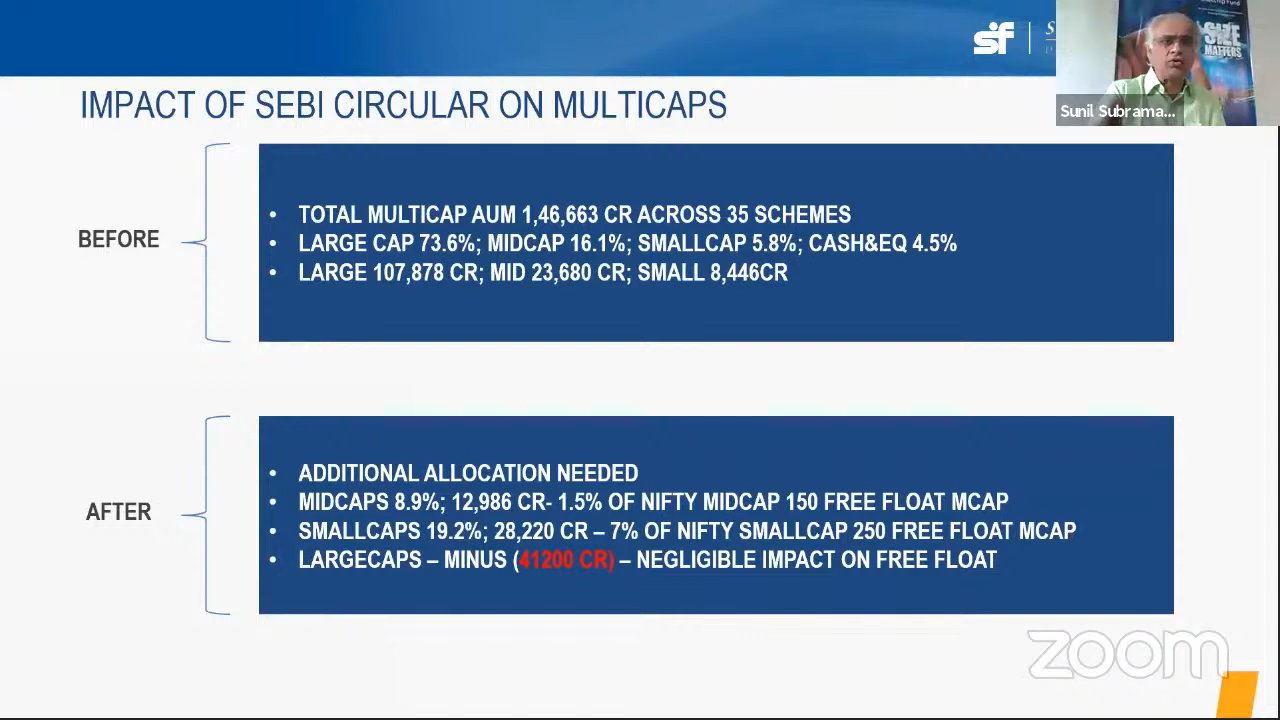 sf
IMPACT OF SEBI CIRCULAR ON MULTICAPS
SIZE
MATTERS
Sunil Subrama...
BEFORE
• TOTAL MULTICAP AUM 1,46,663 CR ACROSS 35 SCHEMES
• LARGE CAP 73.6%; MIDCAP 16.1%; SMALLCAP 5.8%; CASH&EQ 4.5%
• LARGE 107,878 CR; MID 23,680 CR; SMALL 8,446CR
AFTER
• ADDITIONAL ALLOCATION NEEDED
• MIDCAPS 8.9%; 12,986 CR- 1.5% OF NIFTY MIDCAP 150 FREE FLOAT MCAP
• SMALLCAPS 19.2%; 28,220 CR – 7% OF NIFTY SMALLCAP 250 FREE FLOAT MCAP
• LARGECAPS – MINUS (41200 CR) – NEGLIGIBLE IMPACT ON FREE FLOAT
zoom